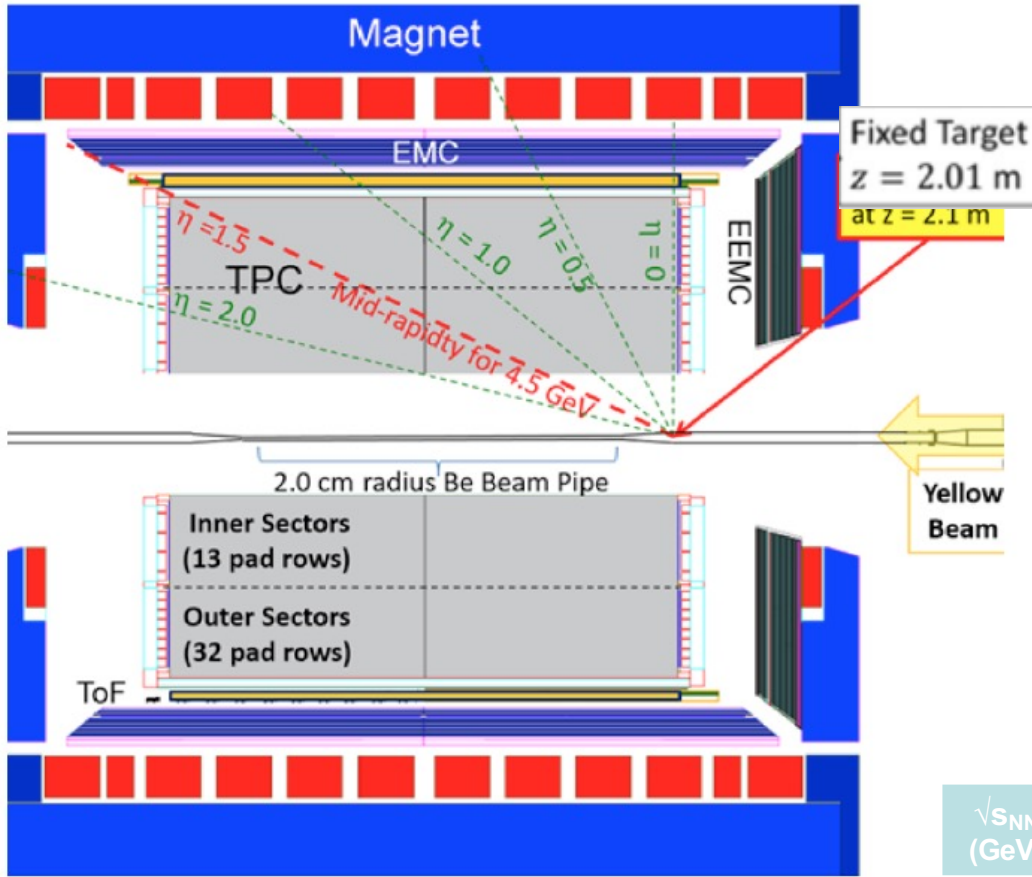 Magnet
Fixed Target
z = 2.01 m
at z = 2.1 m
EMC
EEMC
η =1.5
η = 1.0
η = 0.5
η = 0
TPC
η = 2.0
Mid-rapidty for 4.5 GeV
2.0 cm radius Be Beam Pipe
Yellow
Beam
Inner Sectors
(13 pad rows)
Outer Sectors
(32 pad rows)
ToF
√sNN
(GeV